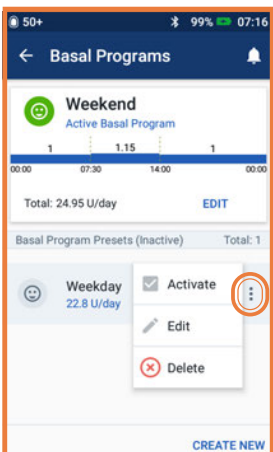 50+ 99% 07:16
Basal Programs
Weekend
Active Basal Program
1 1.15 1
00:00 07:30 14:00 00:00
Total: 24.95 U/day EDIT
Basal Program Presets (Inactive) Total: 1
Weekday
22.8 U/day
Activate
Edit
Delete
CREATE NEW